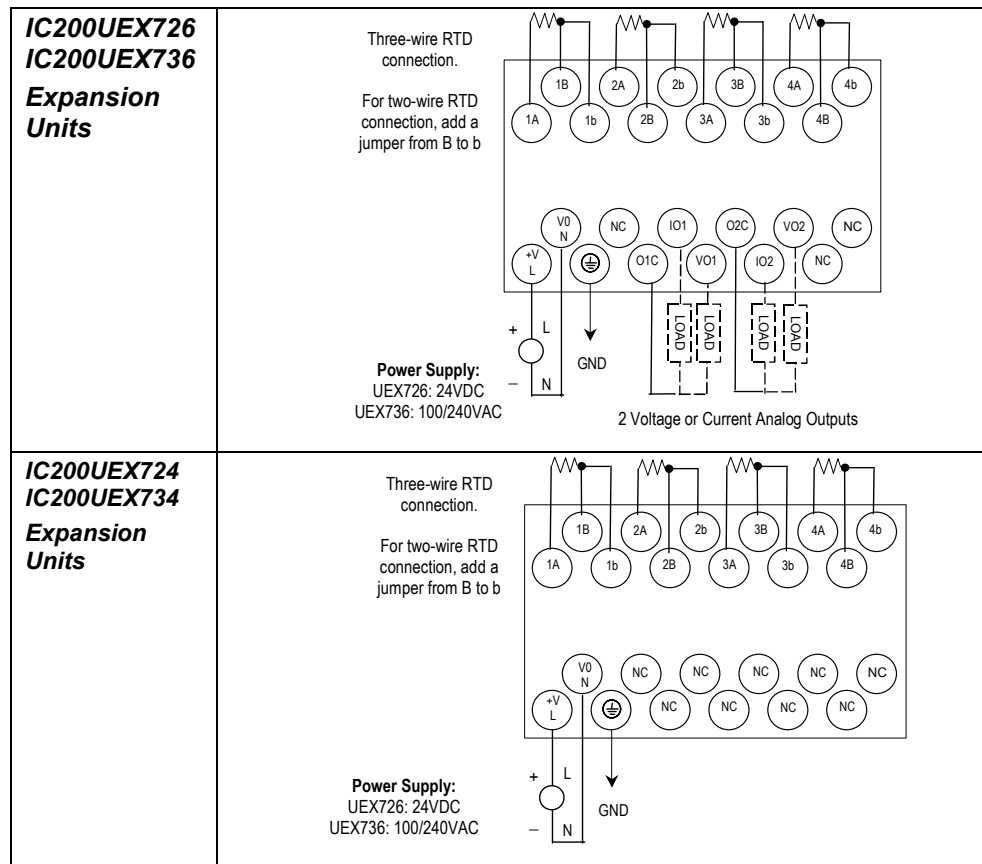 IC200UEX726
IC200UEX736
Expansion
Units
Three-wire RTD
connection.
For two-wire RTD
connection, add a
jumper from B to b
1B 2A 2b 3B 4A 4b
1A 1b 2B 3A 3b 4B
V0
N
NC IO1 O2C VO2 NC
+V
L
O1C VO1 IO2 NC
LOAD LOAD LOAD LOAD
+ L
GND
– N
Power Supply:
UEX726: 24VDC
UEX736: 100/240VAC
2 Voltage or Current Analog Outputs
IC200UEX724
IC200UEX734
Expansion
Units
Three-wire RTD
connection.
For two-wire RTD
connection, add a
jumper from B to b
1B 2A 2b 3B 4A 4b
1A 1b 2B 3A 3b 4B
V0
N
NC NC NC NC NC
+V
L
NC NC NC NC
+ L
GND
– N
Power Supply:
UEX726: 24VDC
UEX736: 100/240VAC